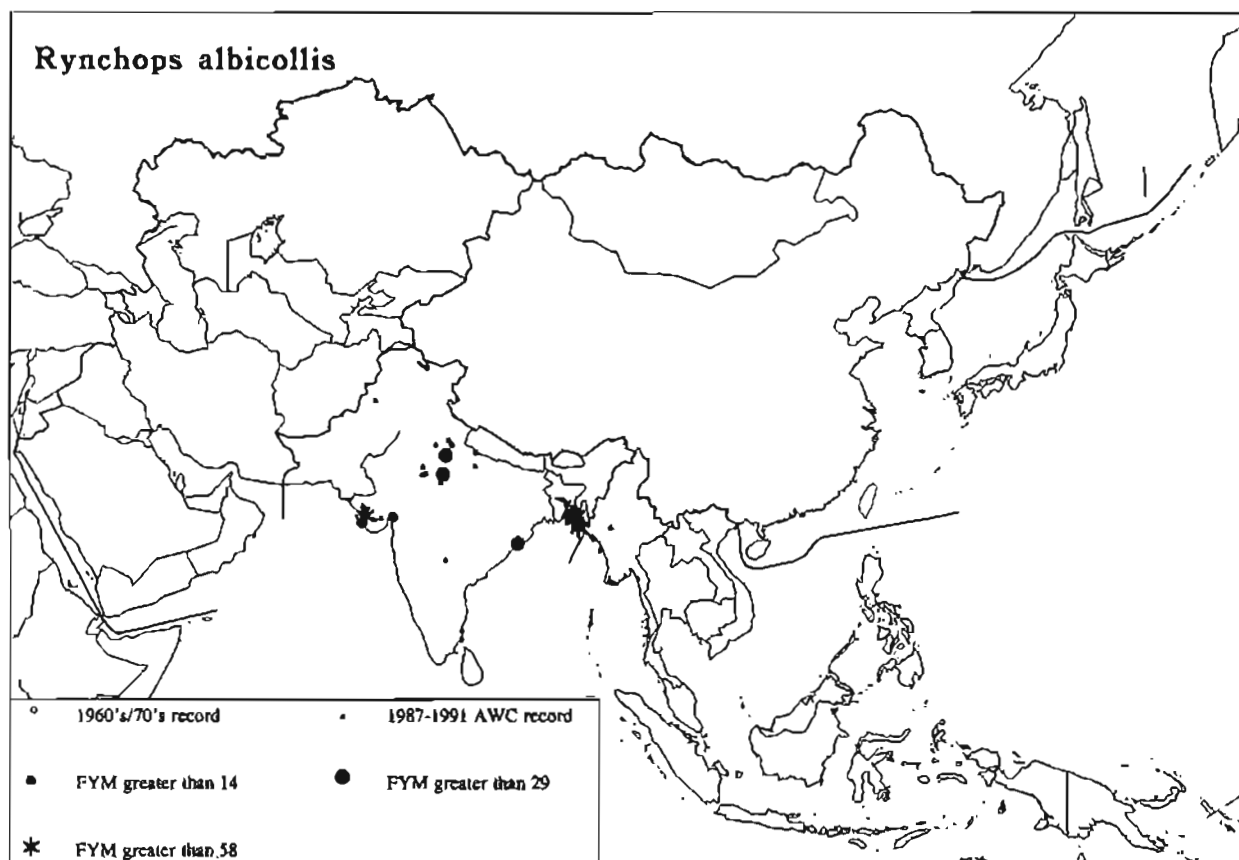 Rynchops albicollis
1960's/70's record
1987-1991 AWC record
FYM greater than 14
FYM greater than 29
FYM greater than 58